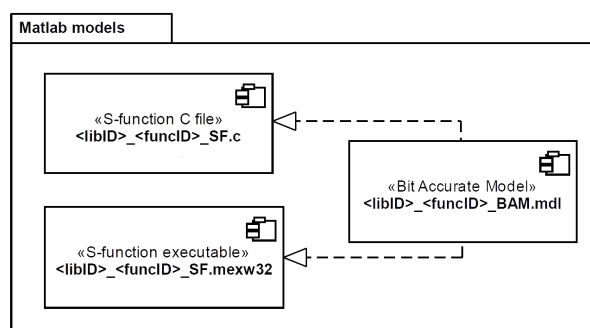 Matlab models
«S-function C file»
<libID>_<funcID>_SF.c
«Bit Accurate Model»
<libID>_<funcID>_BAM.mdl
«S-function executable»
<libID>_<funcID>_SF.mexw32